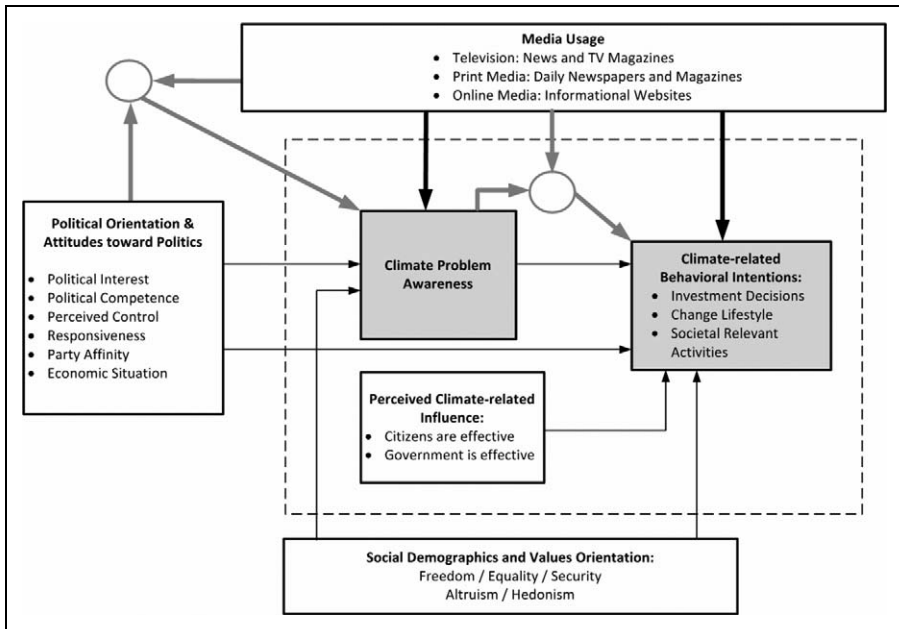 Media Usage
• Television: News and TV Magazines
• Print Media: Daily Newspapers and Magazines
• Online Media: Informational Websites
Political Orientation &
Attitudes toward Politics
• Political Interest
• Political Competence
• Perceived Control
• Responsiveness
• Party Affinity
• Economic Situation
Climate Problem
Awareness
Climate-related
Behavioral Intentions:
• Investment Decisions
• Change Lifestyle
• Societal Relevant
Activities
Perceived Climate-related
Influence:
• Citizens are effective
• Government is effective
Social Demographics and Values Orientation:
Freedom / Equality / Security
Altruism / Hedonism